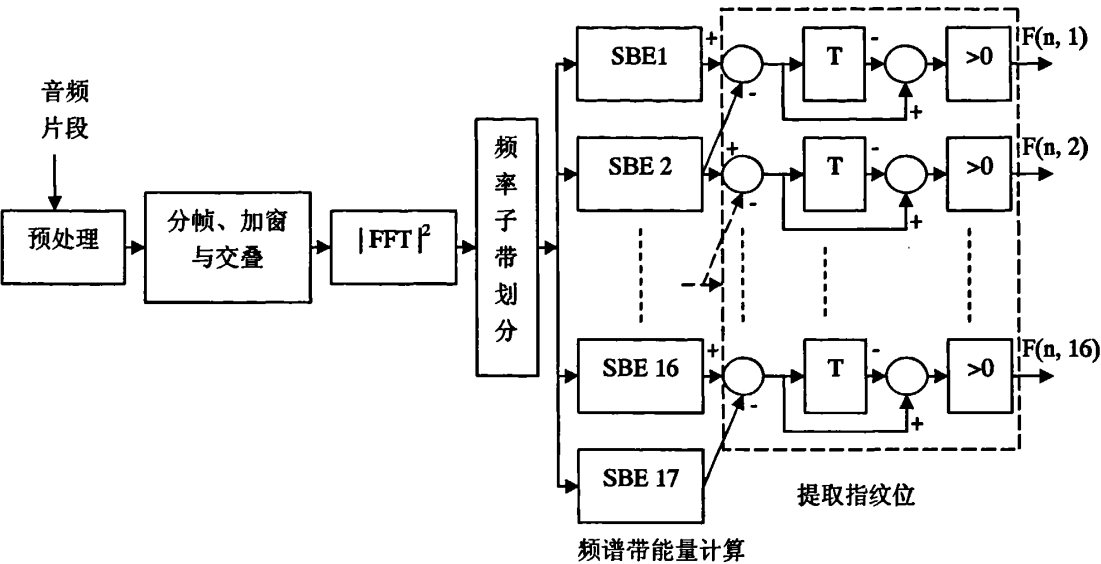 音频
片段
预处理
分帧、加窗
与交叠
|FFT|²
频
率
子
带
划
分
SBE1
+
-
T
-
+
>0
F(n, 1)
SBE 2
+
-
T
-
+
>0
F(n, 2)
SBE 16
+
-
T
-
+
>0
F(n, 16)
SBE 17
提取指纹位
频谱带能量计算